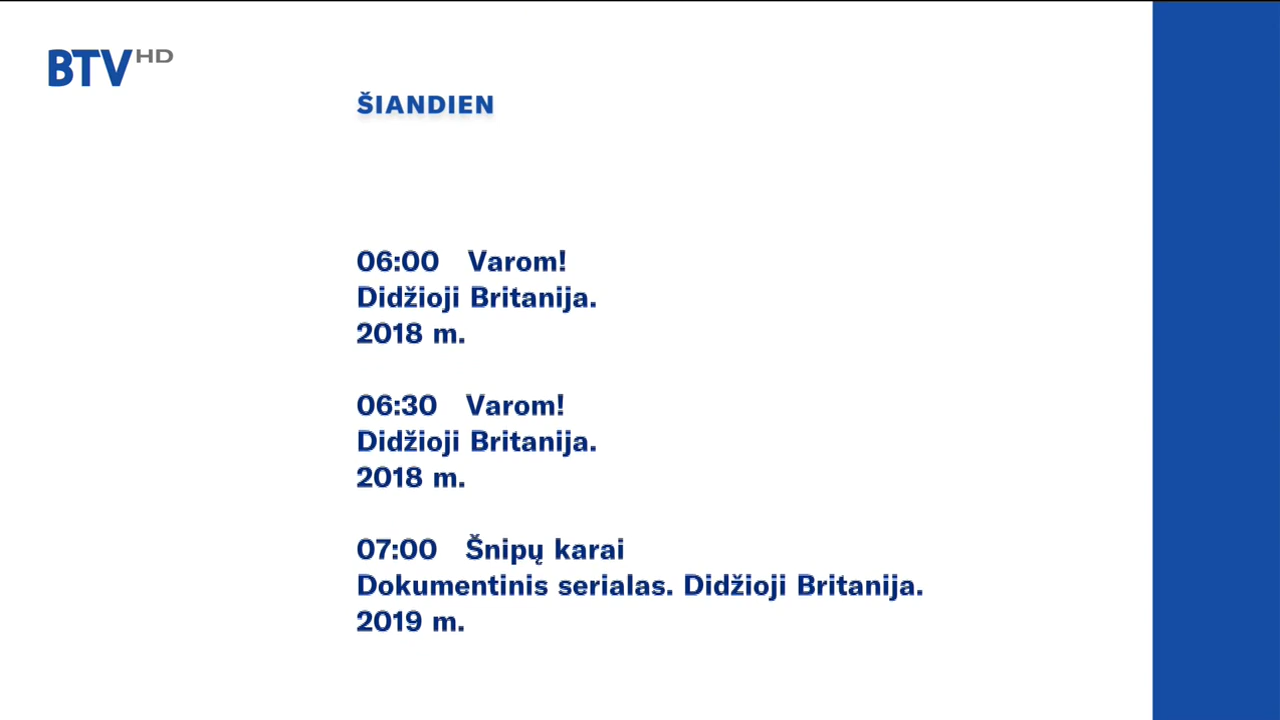 BTV HD
ŠIANDIEN
06:00 Varom!
Didžioji Britanija.
2018 m.
06:30 Varom!
Didžioji Britanija.
2018 m.
07:00 Šnipų karai
Dokumentinis serialas. Didžioji Britanija.
2019 m.